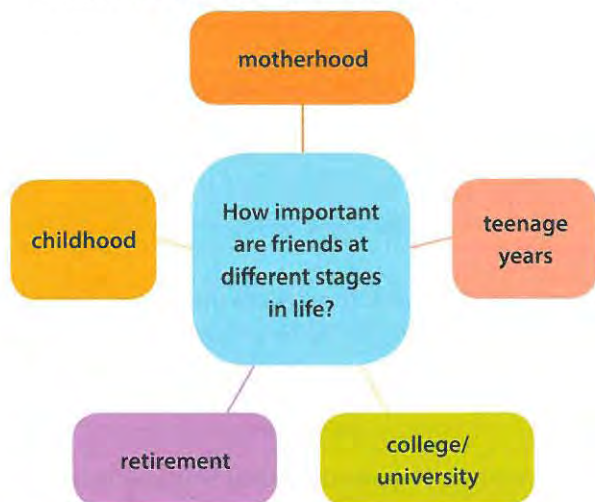 motherhood
childhood
How important
are friends at
different stages
in life?
teenage
years
retirement
college/
university